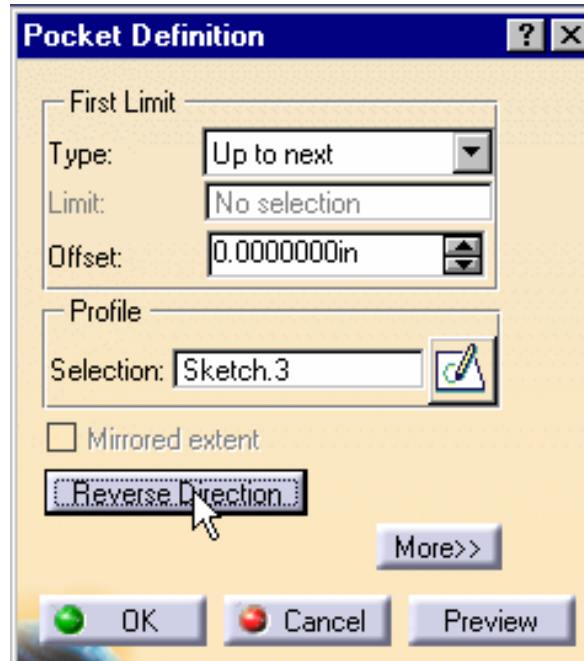 Pocket Definition ?
First Limit
Type: Up to next
Limit: No selection
Offset: 0.0000000in
Profile
Selection: Sketch.3
Mirrored extent
Reverse Direction
More>>
OK Cancel Preview